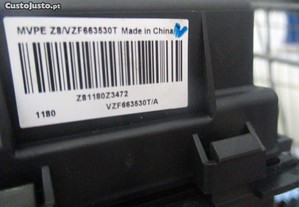 CustoJusto.pt
MVPE Z8/VZF663530T Made in China
Z81180Z3472
1180 VZF663530T/A